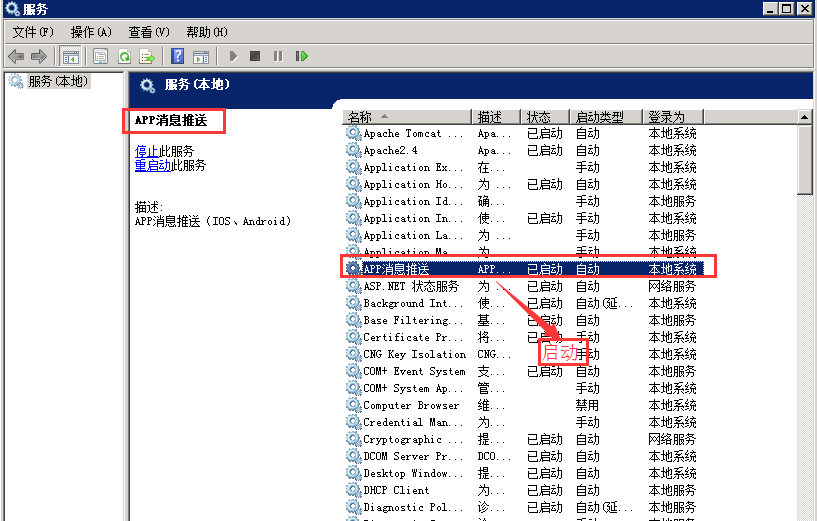 服务
文件(F) 操作(A) 查看(V) 帮助(H)
服务(本地)
服务(本地)
APP消息推送
停止此服务
重启动此服务
描述:
APP消息推送（IOS、Android）
名称 描述 状态 启动类型 登录为
Apache Tomcat ... Apa... 已启动 自动 本地系统
Apache2.4 Apa... 已启动 自动 本地系统
Application Ex... 在... 手动 本地系统
Application Ho... 为 ... 已启动 自动 本地系统
Application Id... 确... 手动 本地服务
Application In... 使... 已启动 手动 本地系统
Application La... 为 ... 手动 本地服务
Application Ma... 为 ... 手动 本地系统
APP消息推送 APP... 已启动 自动 本地系统
ASP.NET 状态服务 为 ... 已启动 自动 网络服务
Background Int... 使... 已启动 自动(延... 本地系统
Base Filtering... 基... 已启动 自动 本地服务
Certificate Pr... 将... 已启动 手动 本地系统
CNG Key Isolation CNG... 启动 手动 本地系统
COM+ Event System 支... 已启动 自动 本地服务
COM+ System Ap... 管... 手动 本地系统
Computer Browser 维... 禁用 本地系统
Credential Man... 为... 手动 本地系统
Cryptographic ... 提... 已启动 自动 网络服务
DCOM Server Pr... DCO... 已启动 自动 本地系统
Desktop Window... 提... 已启动 自动 本地系统
DHCP Client 为... 已启动 自动 本地服务
Diagnostic Pol... 诊... 已启动 自动(延... 本地服务